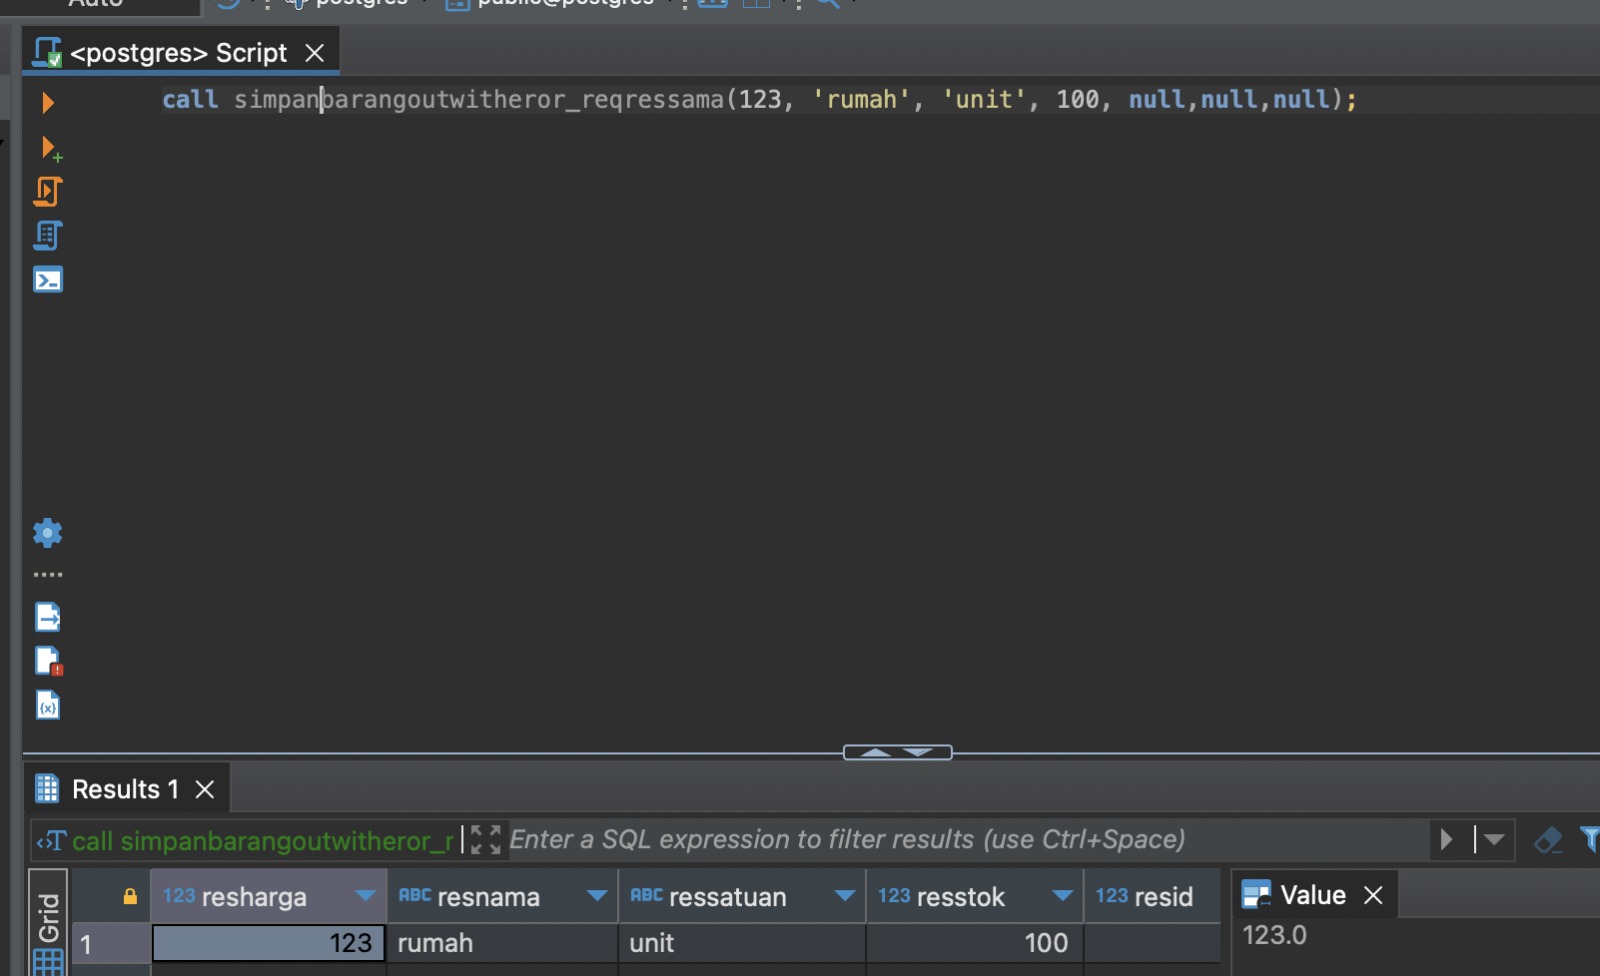 Auto postgres public@postgres
<postgres> Script
call simpanbarangoutwitheror_reqressama(123, 'rumah', 'unit', 100, null,null,null);
Results 1
call simpanbarangoutwitheror_r Enter a SQL expression to filter results (use Ctrl+Space)
Grid
123 resharga ABC resnama ABC ressatuan 123 resstok 123 resid Value
1 123 rumah unit 100 123.0